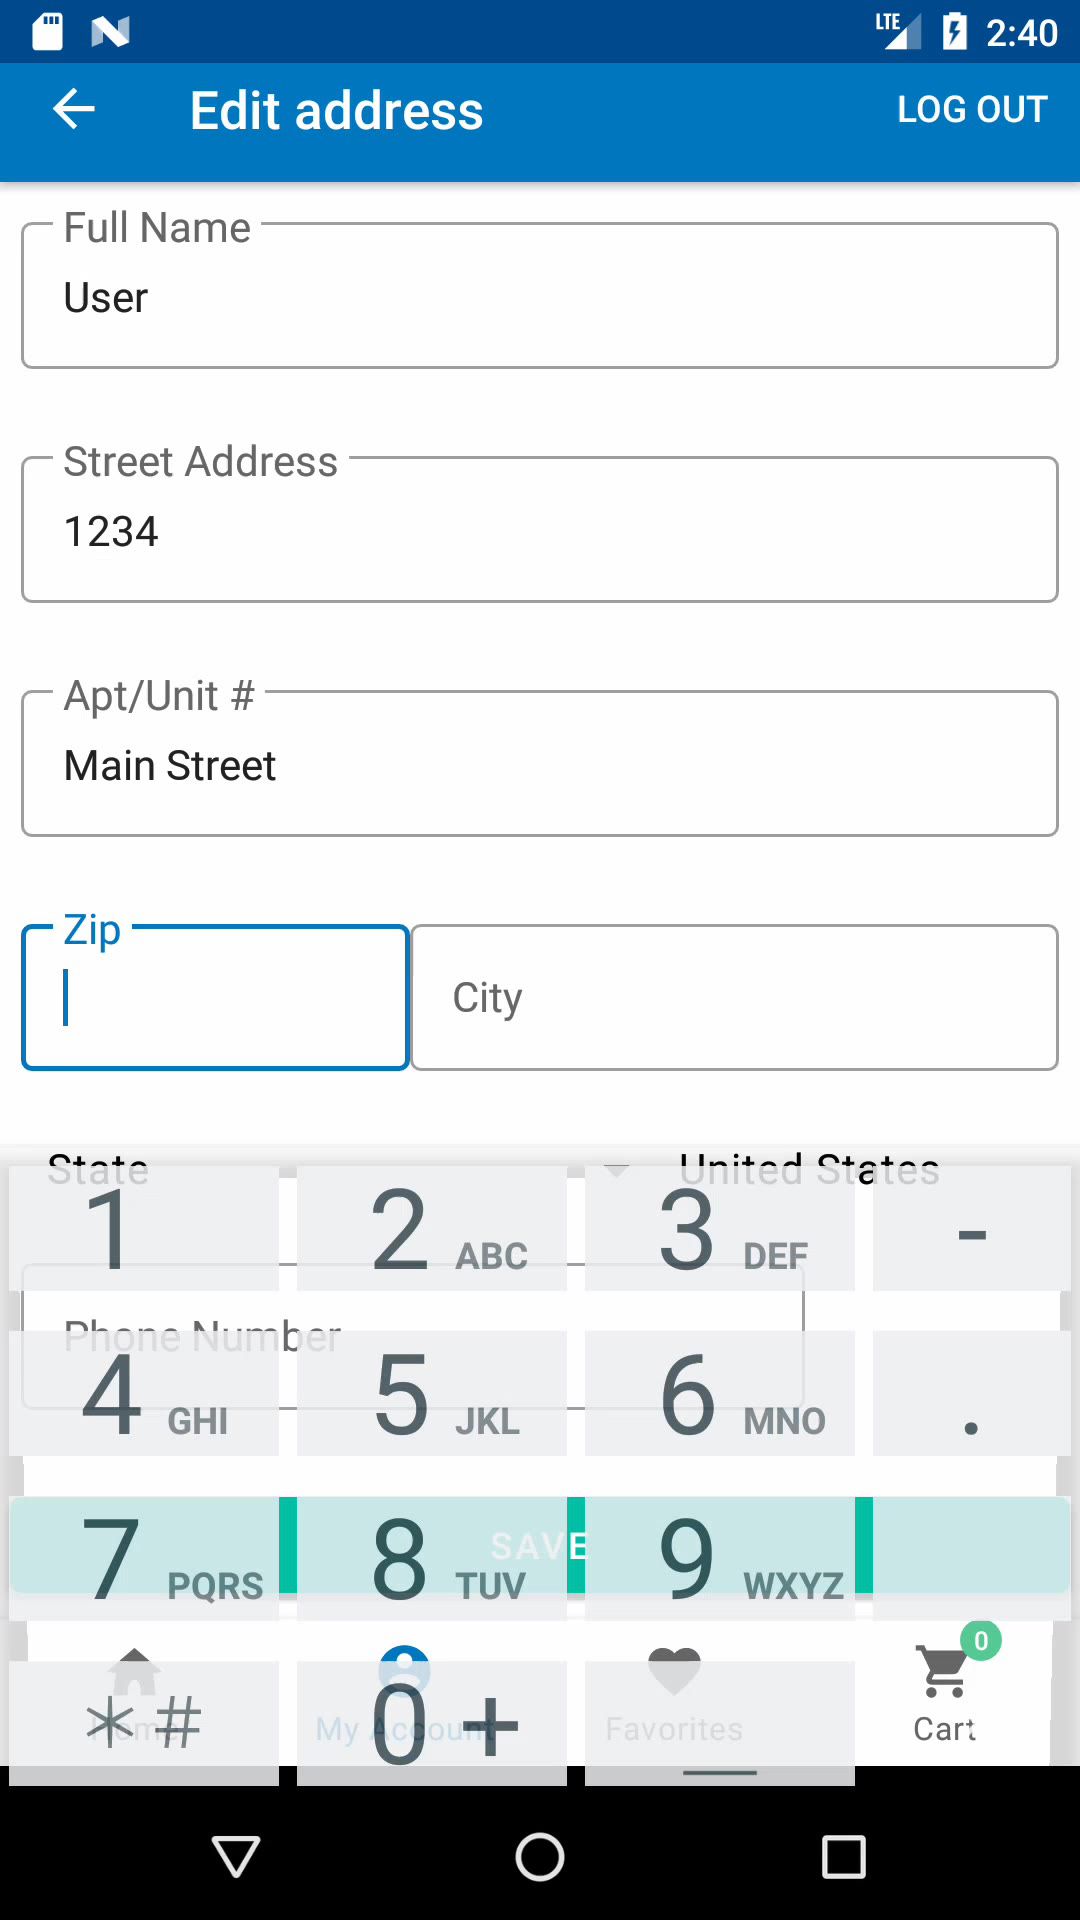 LTE 2:40
Edit address LOG OUT
Full Name
User
Street Address
1234
Apt/Unit #
Main Street
Zip
City
State United States
1 2 ABC 3 DEF -
Phone Number
4 GHI 5 JKL 6 MNO .
SAVE
7 PQRS 8 TUV 9 WXYZ
0
* # 0 +
Home My Account Favorites Cart